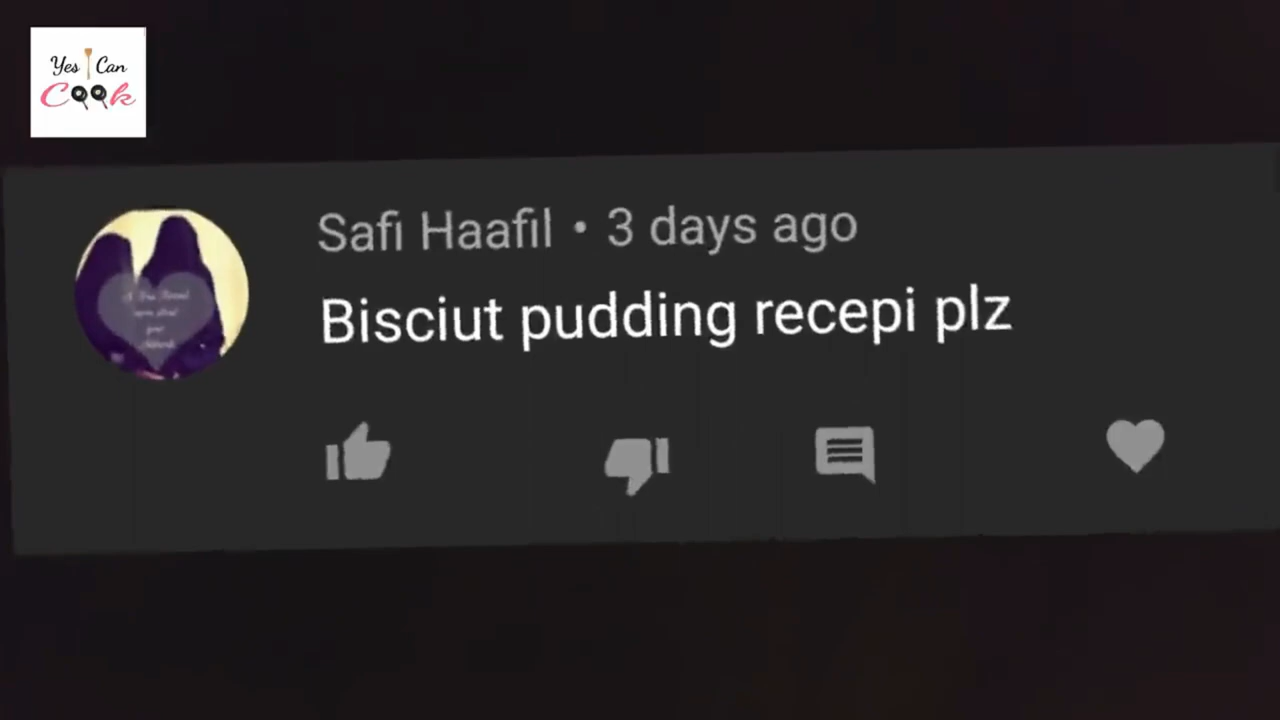 Yes Can
Cook
Safi Haafil • 3 days ago
Bisciut pudding recepi plz